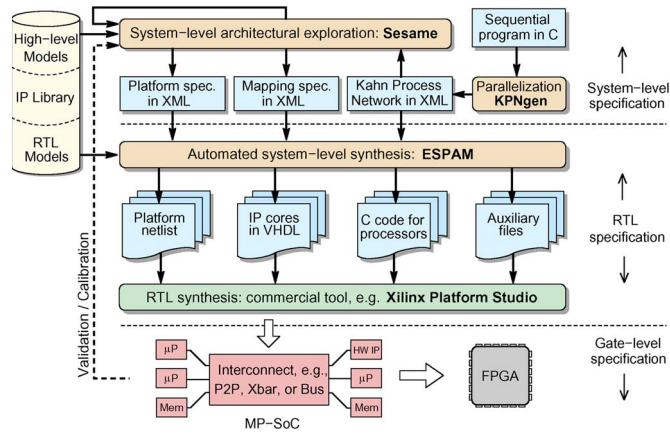 High-level
Models
IP Library
RTL
Models
System-level architectural exploration: Sesame
Sequential
program in C
Platform spec.
in XML
Mapping spec.
in XML
Kahn Process
Network in XML
Parallelization
KPNgen
System-level
specification
Automated system-level synthesis: ESPAM
Platform
netlist
IP cores
in VHDL
C code for
processors
Auxiliary
files
RTL
specification
RTL synthesis: commercial tool, e.g. Xilinx Platform Studio
Validation / Calibration
μP
μP
Mem
Interconnect, e.g.,
P2P, Xbar, or Bus
HW IP
μP
Mem
MP-SoC
FPGA
Gate-level
specification